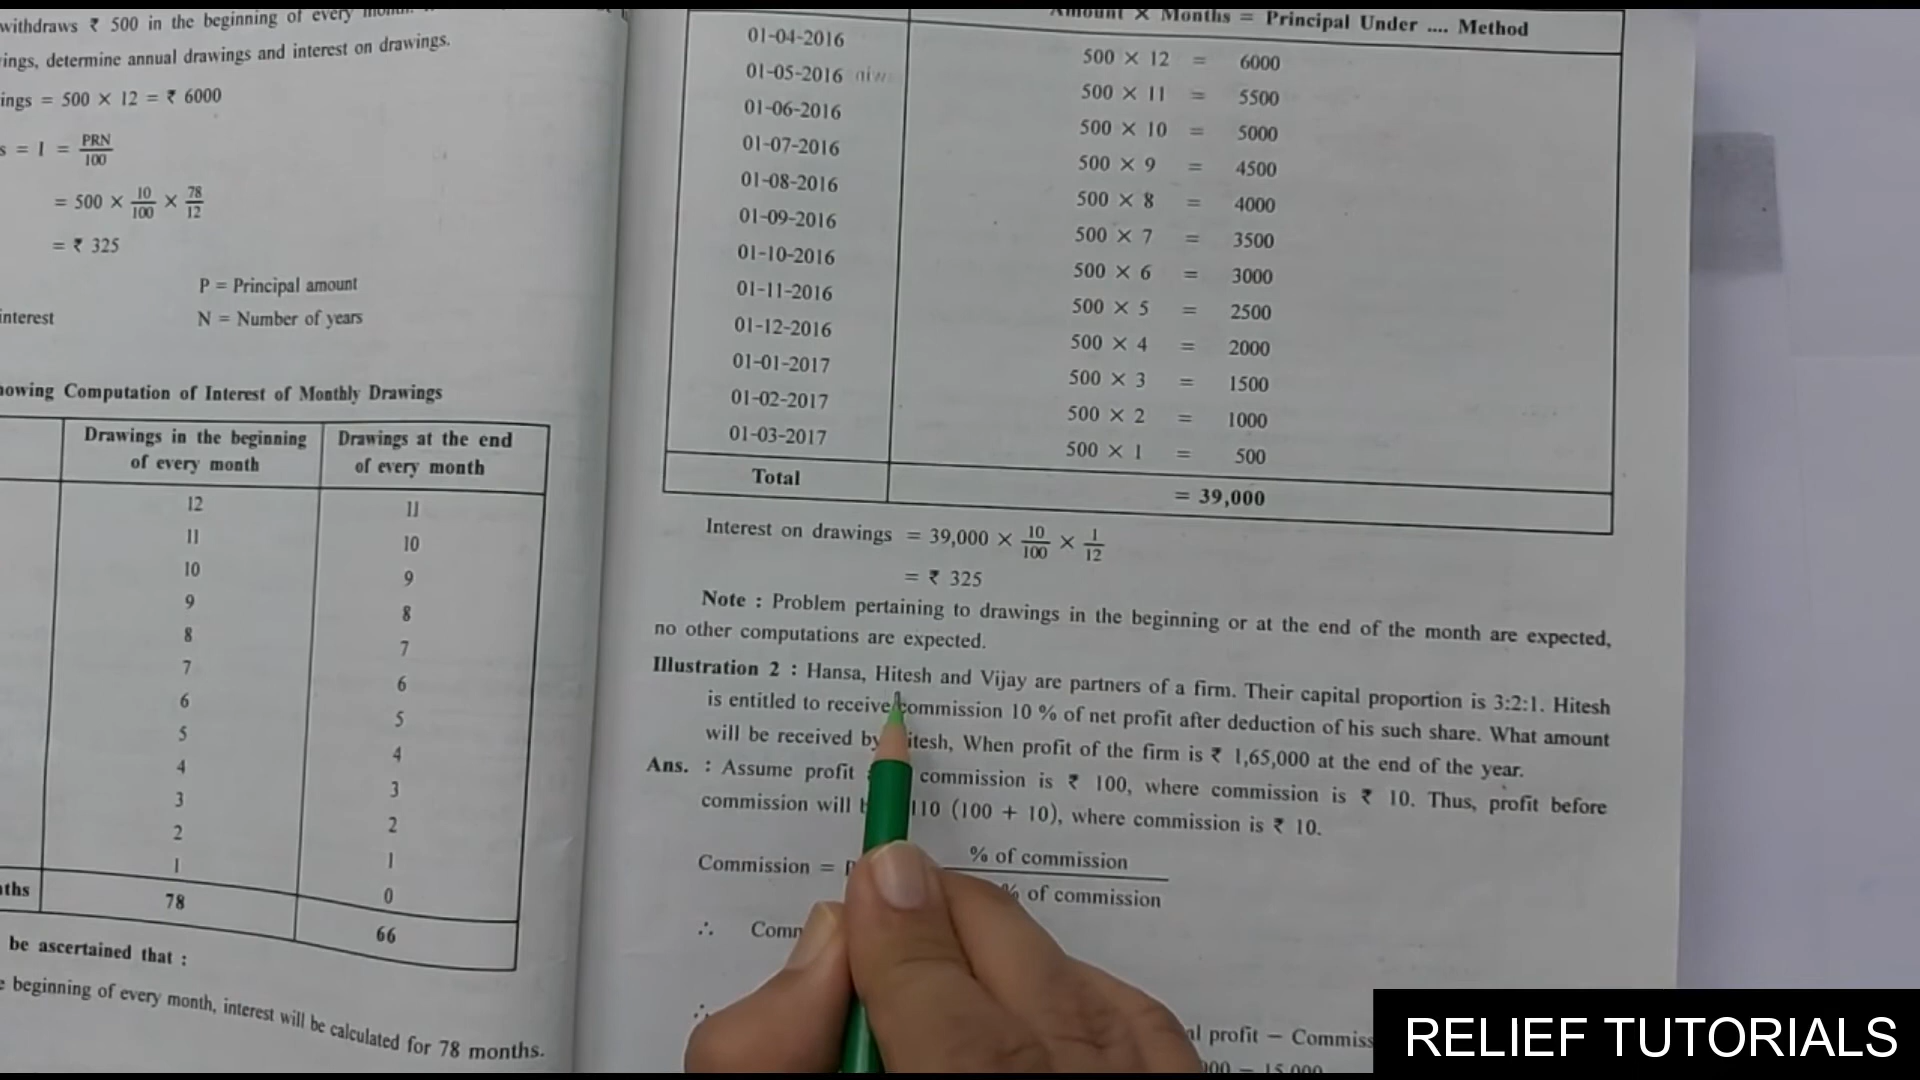 withdraws ₹ 500 in the beginning of every
ings, determine annual drawings and interest on drawings.
ings = 500 × 12 = ₹ 6000
s = I = PRN/100
= 500 × 10/100 × 78/12
= ₹ 325
P = Principal amount
interest N = Number of years
howing Computation of Interest of Monthly Drawings
Drawings in the beginning of every month Drawings at the end of every month
12 11
11 10
10 9
9 8
8 7
7 6
6 5
5 4
4 3
3 2
2 1
1 0
ths 78 66
be ascertained that :
beginning of every month, interest will be calculated for 78 months.
Amount × Months = Principal Under .... Method
01-04-2016 500 × 12 = 6000
01-05-2016 500 × 11 = 5500
01-06-2016 500 × 10 = 5000
01-07-2016 500 × 9 = 4500
01-08-2016 500 × 8 = 4000
01-09-2016 500 × 7 = 3500
01-10-2016 500 × 6 = 3000
01-11-2016 500 × 5 = 2500
01-12-2016 500 × 4 = 2000
01-01-2017 500 × 3 = 1500
01-02-2017 500 × 2 = 1000
01-03-2017 500 × 1 = 500
Total = 39,000
Interest on drawings = 39,000 × 10/100 × 1/12
= ₹ 325
Note : Problem pertaining to drawings in the beginning or at the end of the month are expected,
no other computations are expected.
Illustration 2 : Hansa, Hitesh and Vijay are partners of a firm. Their capital proportion is 3:2:1. Hitesh
is entitled to receive commission 10 % of net profit after deduction of his such share. What amount
will be received by itesh, When profit of the firm is ₹ 1,65,000 at the end of the year.
Ans. : Assume profit commission is ₹ 100, where commission is ₹ 10. Thus, profit before
commission will 110 (100 + 10), where commission is ₹ 10.
Commission = % of commission
% of commission
∴ Comm
∴ al profit − Commiss
000 − 15,000
RELIEF TUTORIALS